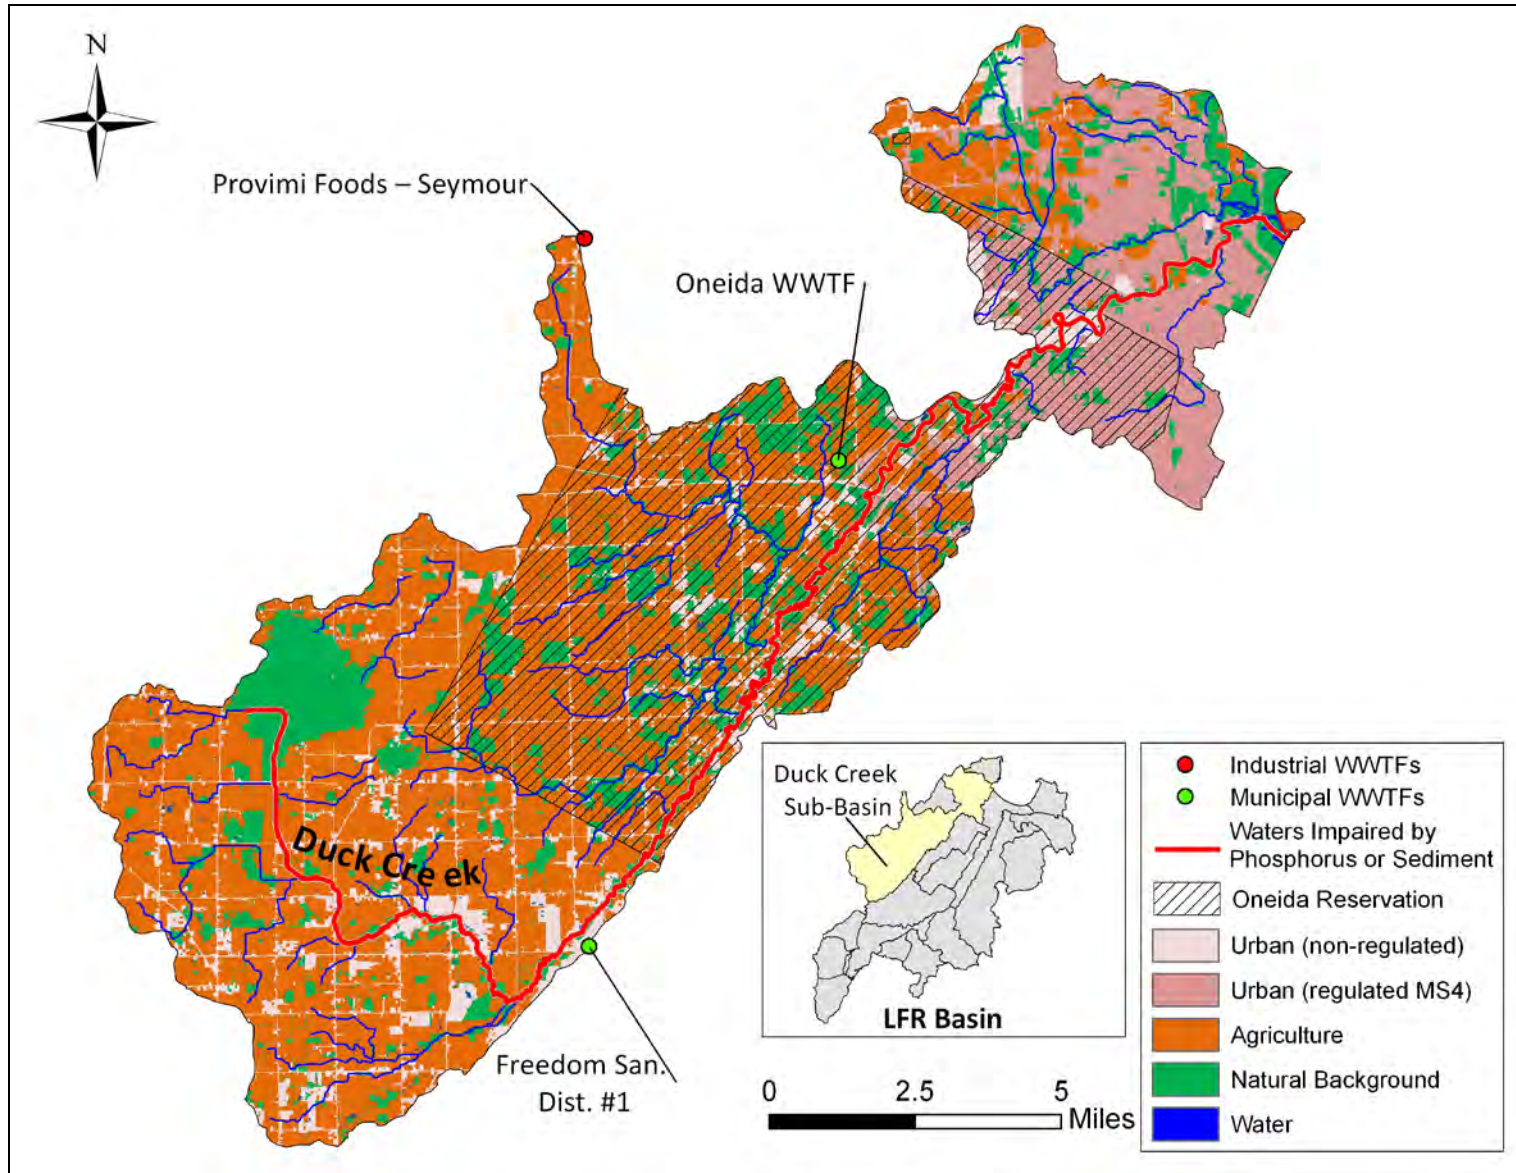 N
Provimi Foods – Seymour
Oneida WWTF
Duck Cre ek
Freedom San.
Dist. #1
Duck Creek
Sub-Basin
LFR Basin
0 2.5 5
Miles
Industrial WWTFs
Municipal WWTFs
Waters Impaired by
Phosphorus or Sediment
Oneida Reservation
Urban (non-regulated)
Urban (regulated MS4)
Agriculture
Natural Background
Water